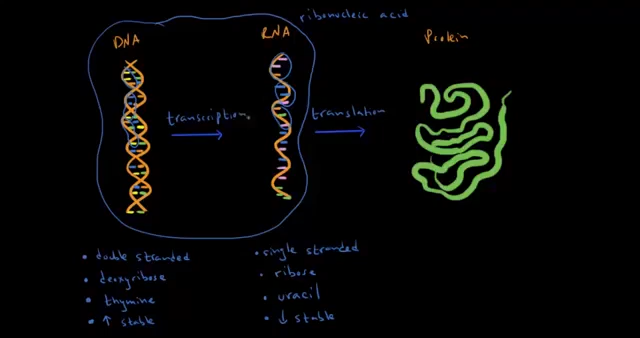 ribonucleic acid
DNA
RNA
Protein
transcription
translation
• double stranded
• deoxyribose
• thymine
• ↑ stable
• single stranded
• ribose
• uracil
• ↓ stable